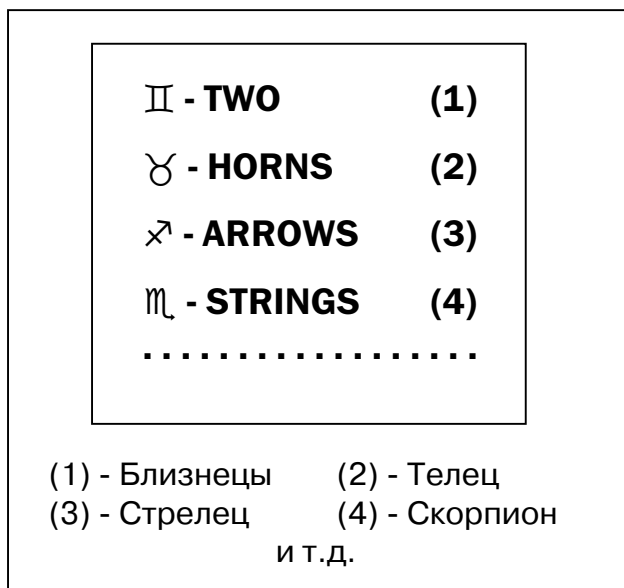 ♊ - TWO (1)
♉ - HORNS (2)
♐ - ARROWS (3)
♏ - STRINGS (4)
..................
(1) - Близнецы (2) - Телец
(3) - Стрелец (4) - Скорпион
и т.д.